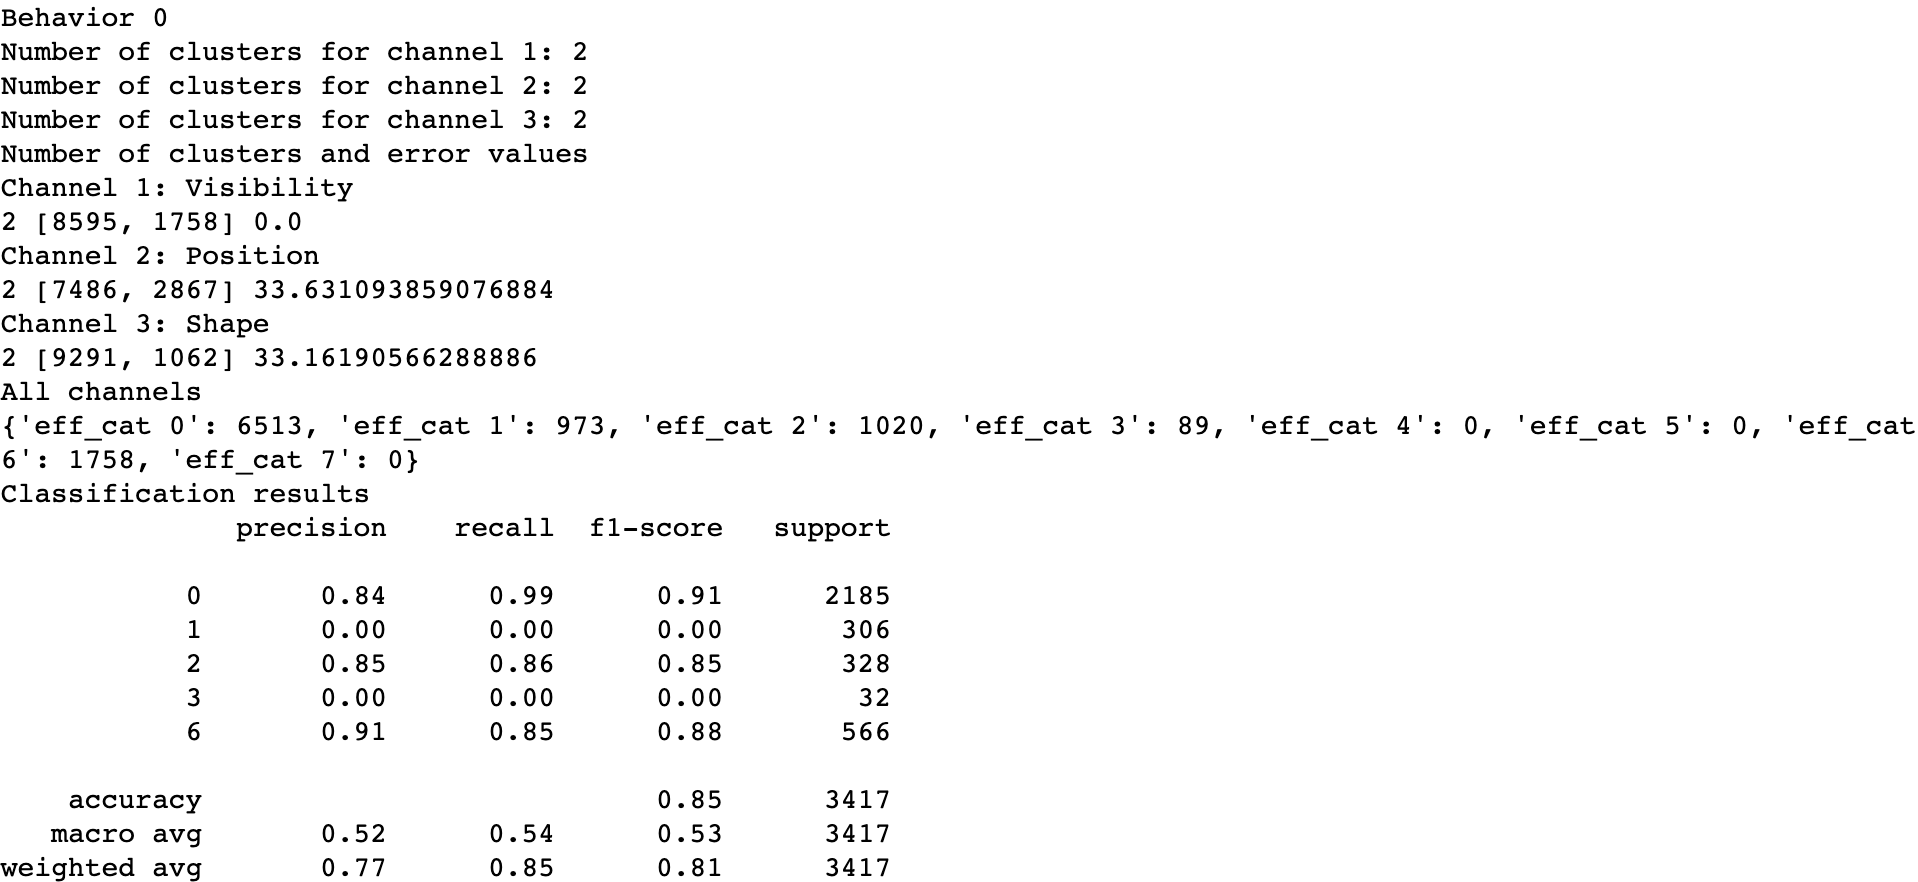 Behavior 0
Number of clusters for channel 1: 2
Number of clusters for channel 2: 2
Number of clusters for channel 3: 2
Number of clusters and error values
Channel 1: Visibility
2 [8595, 1758] 0.0
Channel 2: Position
2 [7486, 2867] 33.631093859076884
Channel 3: Shape
2 [9291, 1062] 33.16190566288886
All channels
{'eff_cat 0': 6513, 'eff_cat 1': 973, 'eff_cat 2': 1020, 'eff_cat 3': 89, 'eff_cat 4': 0, 'eff_cat 5': 0, 'eff_cat
6': 1758, 'eff_cat 7': 0}
Classification results
precision recall f1-score support
0 0.84 0.99 0.91 2185
1 0.00 0.00 0.00 306
2 0.85 0.86 0.85 328
3 0.00 0.00 0.00 32
6 0.91 0.85 0.88 566
accuracy 0.85 3417
macro avg 0.52 0.54 0.53 3417
weighted avg 0.77 0.85 0.81 3417